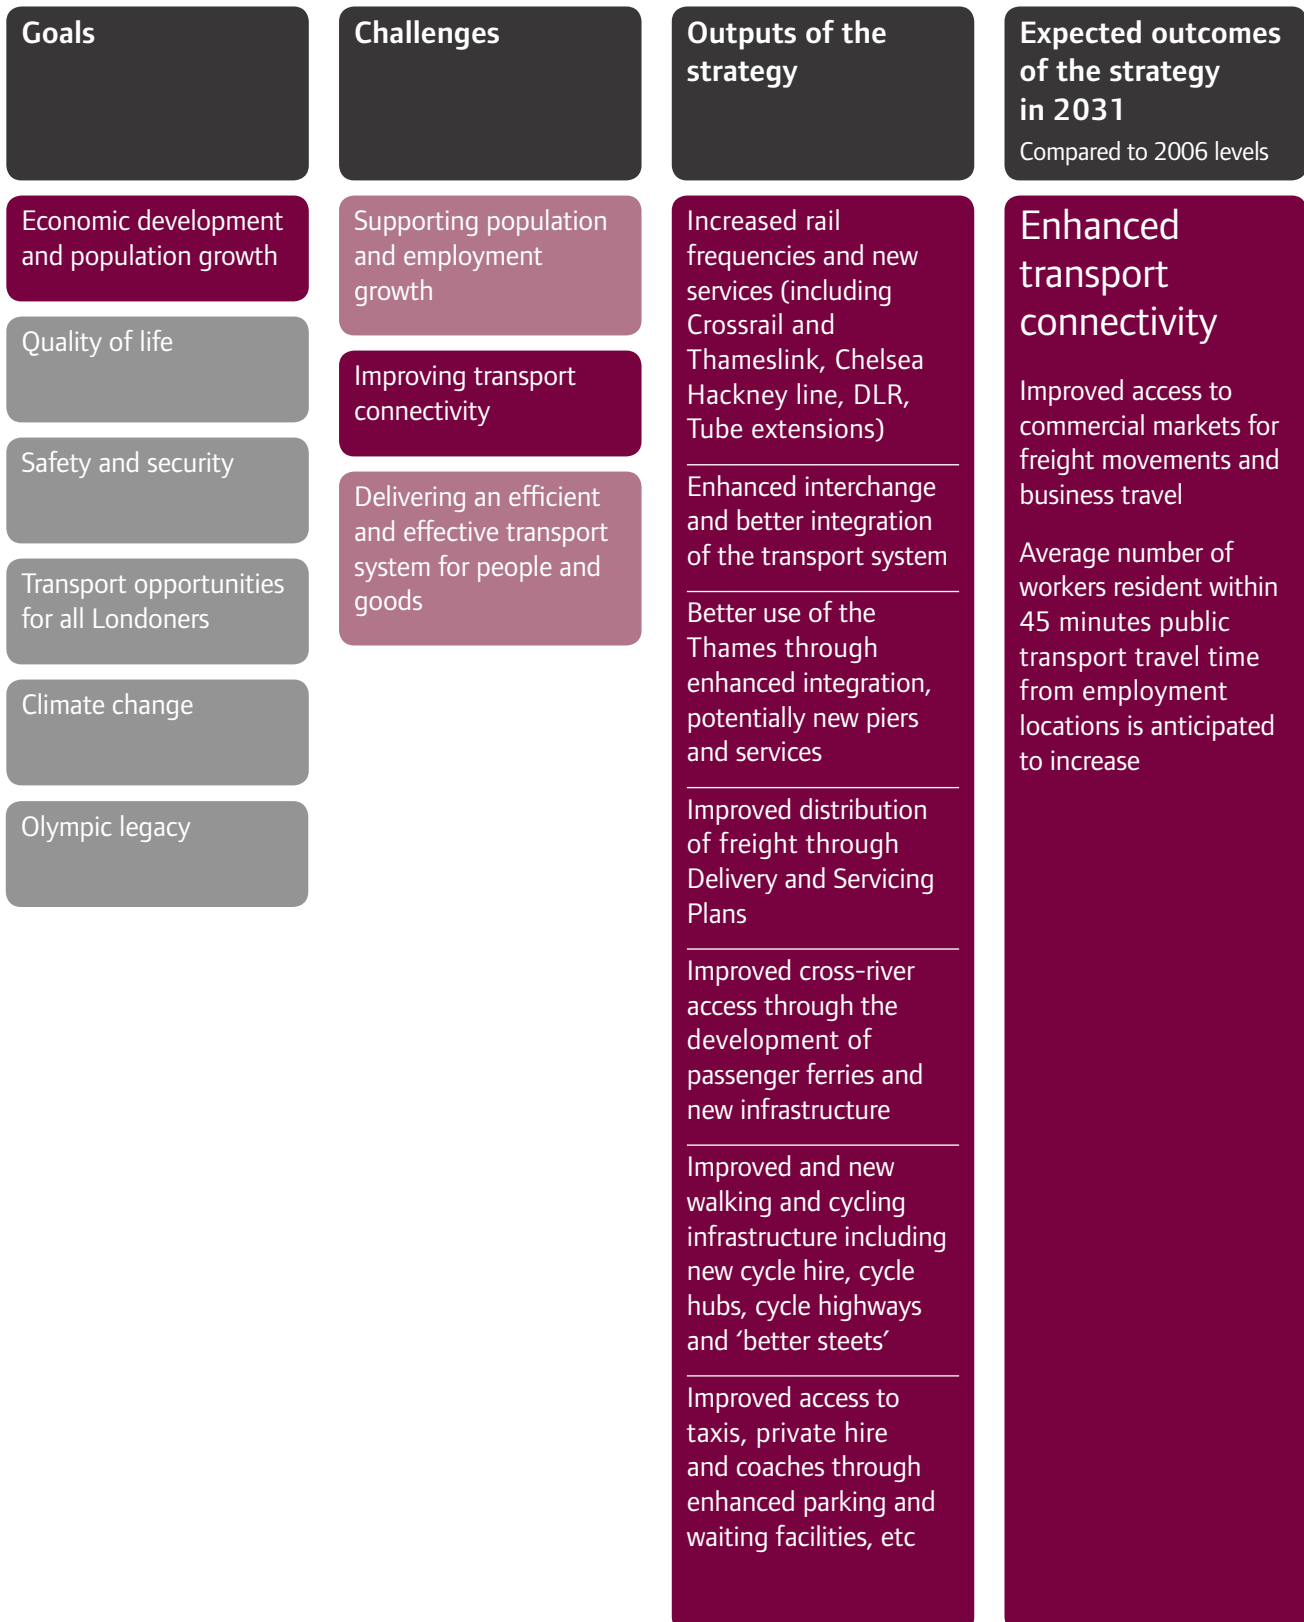 Goals
Challenges
Outputs of the
strategy
Expected outcomes
of the strategy
in 2031
Compared to 2006 levels
Economic development
and population growth
Quality of life
Safety and security
Transport opportunities
for all Londoners
Climate change
Olympic legacy
Supporting population
and employment
growth
Improving transport
connectivity
Delivering an efficient
and effective transport
system for people and
goods
Increased rail
frequencies and new
services (including
Crossrail and
Thameslink, Chelsea
Hackney line, DLR,
Tube extensions)
Enhanced interchange
and better integration
of the transport system
Better use of the
Thames through
enhanced integration,
potentially new piers
and services
Improved distribution
of freight through
Delivery and Servicing
Plans
Improved cross-river
access through the
development of
passenger ferries and
new infrastructure
Improved and new
walking and cycling
infrastructure including
new cycle hire, cycle
hubs, cycle highways
and ‘better steets’
Improved access to
taxis, private hire
and coaches through
enhanced parking and
waiting facilities, etc
Enhanced
transport
connectivity
Improved access to
commercial markets for
freight movements and
business travel
Average number of
workers resident within
45 minutes public
transport travel time
from employment
locations is anticipated
to increase